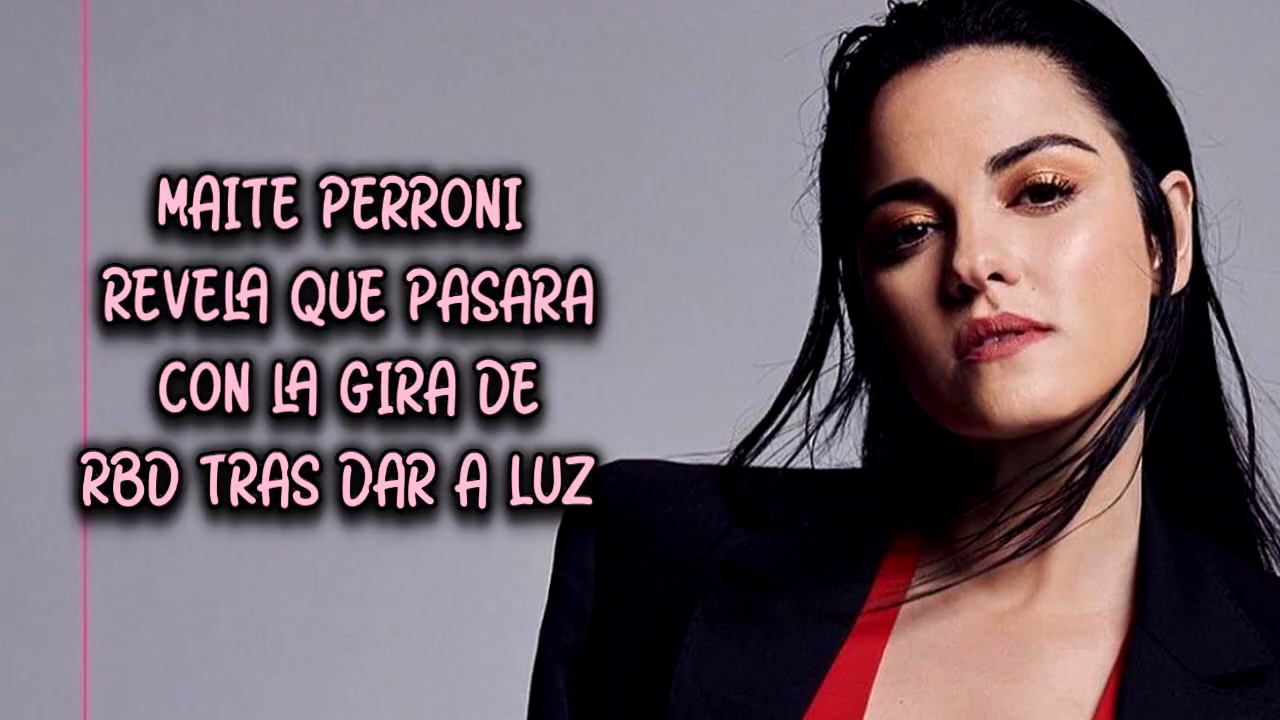 MAITE PERRONI
REVELA QUE PASARA
CON LA GIRA DE
RBD TRAS DAR A LUZ